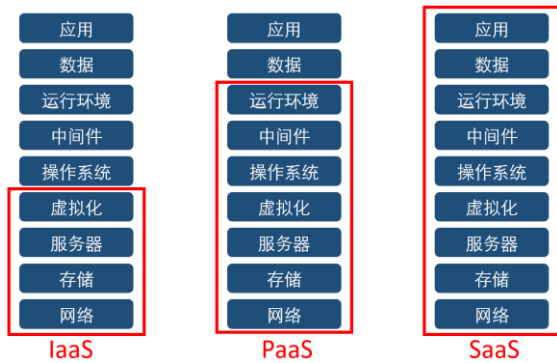 应用
数据
运行环境
中间件
操作系统
虚拟化
服务器
存储
网络
IaaS
应用
数据
运行环境
中间件
操作系统
虚拟化
服务器
存储
网络
PaaS
应用
数据
运行环境
中间件
操作系统
虚拟化
服务器
存储
网络
SaaS